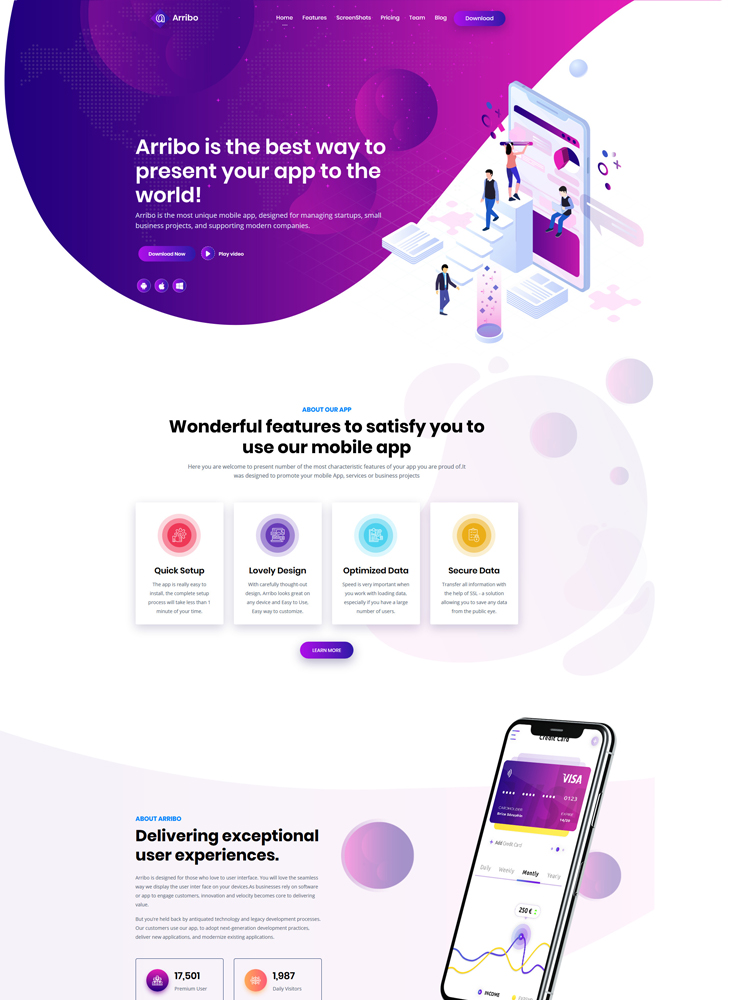 Arribo
Home Features ScreenShots Pricing Team Blog Download
Arribo is the best way to
present your app to the
world!
Arribo is the most unique mobile app, designed for managing startups, small
business projects, and supporting modern companies.
Download Now Play video
ABOUT OUR APP
Wonderful features to satisfy you to
use our mobile app
Here you are welcome to present number of the most characteristic features of your app you are proud of.It
was designed to promote your mobile App, services or business projects
Quick Setup
The app is really easy to
install, the complete setup
process will take less than 1
minute of your time.
Lovely Design
With carefully thought-out
design, Arribo looks great on
any device and Easy to Use,
Easy way to customize.
Optimized Data
Speed is very important when
you work with loading data,
especially if you have a large
number of users.
Secure Data
Transfer all information with
the help of SSL - a solution
allowing you to save any data
from the public eye.
LEARN MORE
Credit Card
VISA
0123
CARDHOLDER
14/20
Add Credit Card
Daily Weekly Montly Yearly
250 €
INCOME
ABOUT ARRIBO
Delivering exceptional
user experiences.
Arribo is designed for those who love to user Interface. You will love the seamless
way we display the user inter face on your devices.As businesses rely on software
or app to engage customers, innovation and velocity becomes core to delivering
value.
But you're held back by antiquated technology and legacy development processes.
Our customers use our app, to adopt next-generation development practices,
deliver new applications, and modernize existing applications.
17,501
Premium User
1,987
Daily Visitors